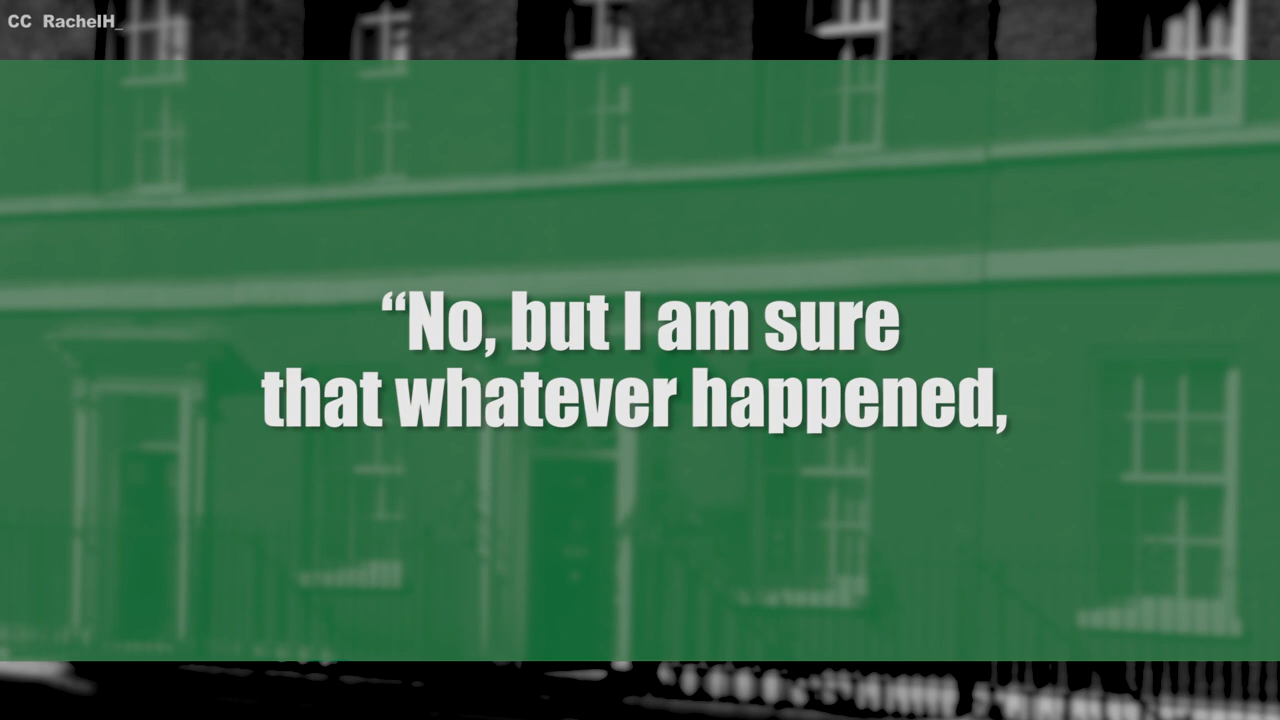 CC RachelH_
“No, but I am sure
that whatever happened,